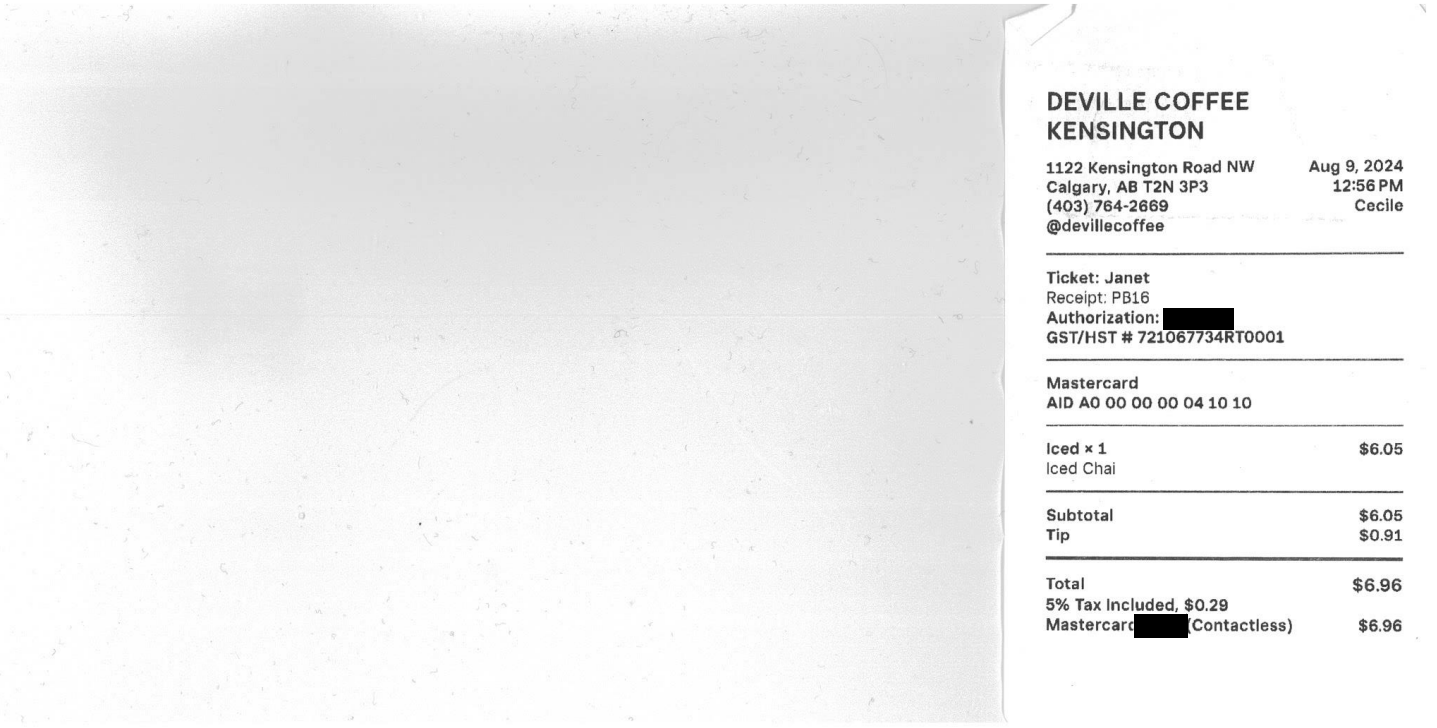 DEVILLE COFFEE
KENSINGTON
1122 Kensington Road NW Aug 9, 2024
Calgary, AB T2N 3P3 12:56 PM
(403) 764-2669 Cecile
@devillecoffee
Ticket: Janet
Receipt: PB16
Authorization:
GST/HST # 721067734RT0001
Mastercard
AID A0 00 00 00 04 10 10
Iced × 1 $6.05
Iced Chai
Subtotal $6.05
Tip $0.91
Total $6.96
5% Tax Included, $0.29
Mastercard (Contactless) $6.96